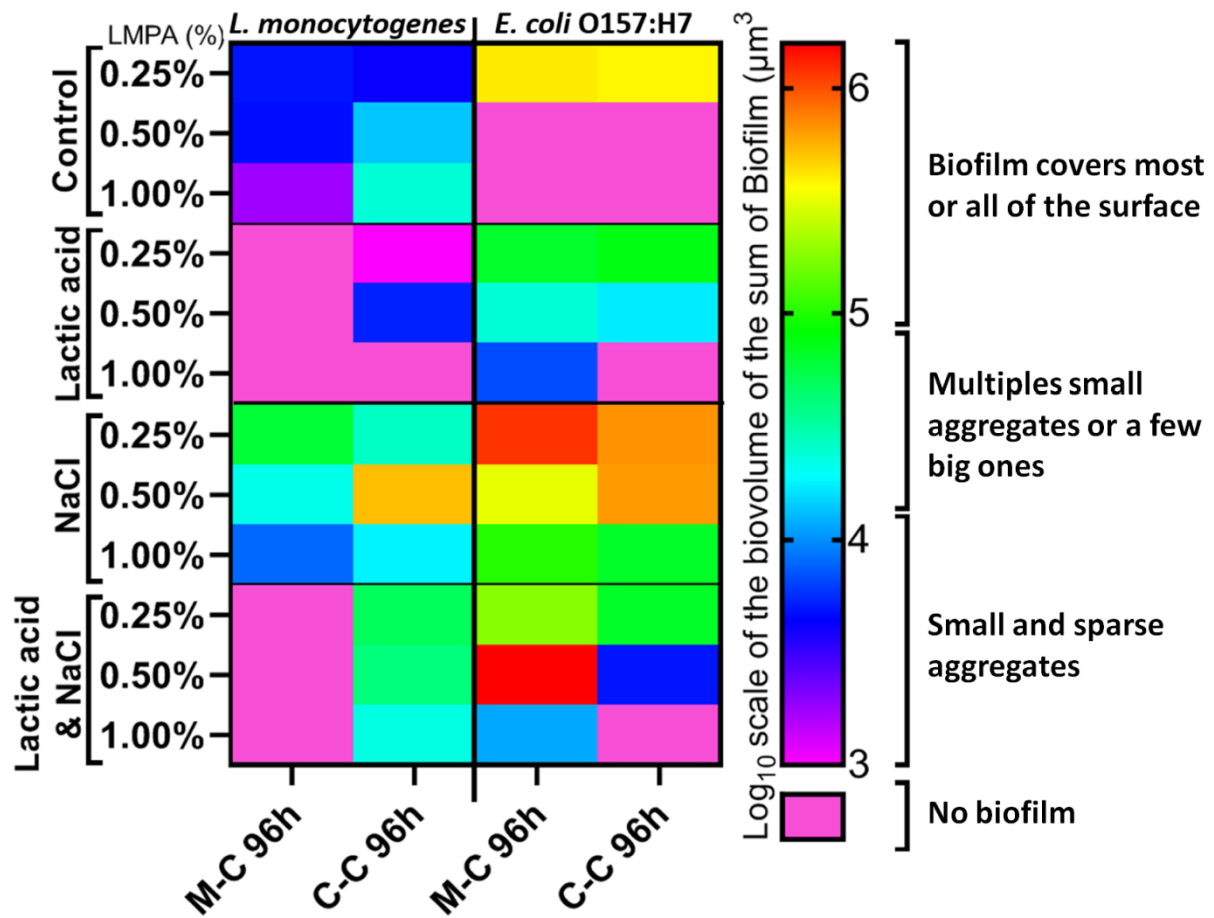 LMPA (%)
L. monocytogenes
E. coli O157:H7
Control
0.25%
0.50%
1.00%
Lactic acid
0.25%
0.50%
1.00%
NaCl
0.25%
0.50%
1.00%
Lactic acid
& NaCl
0.25%
0.50%
1.00%
M-C 96h
C-C 96h
M-C 96h
C-C 96h
Log10 scale of the biovolume of the sum of Biofilm (µm3
6
5
4
3
Biofilm covers most
or all of the surface
Multiples small
aggregates or a few
big ones
Small and sparse
aggregates
No biofilm